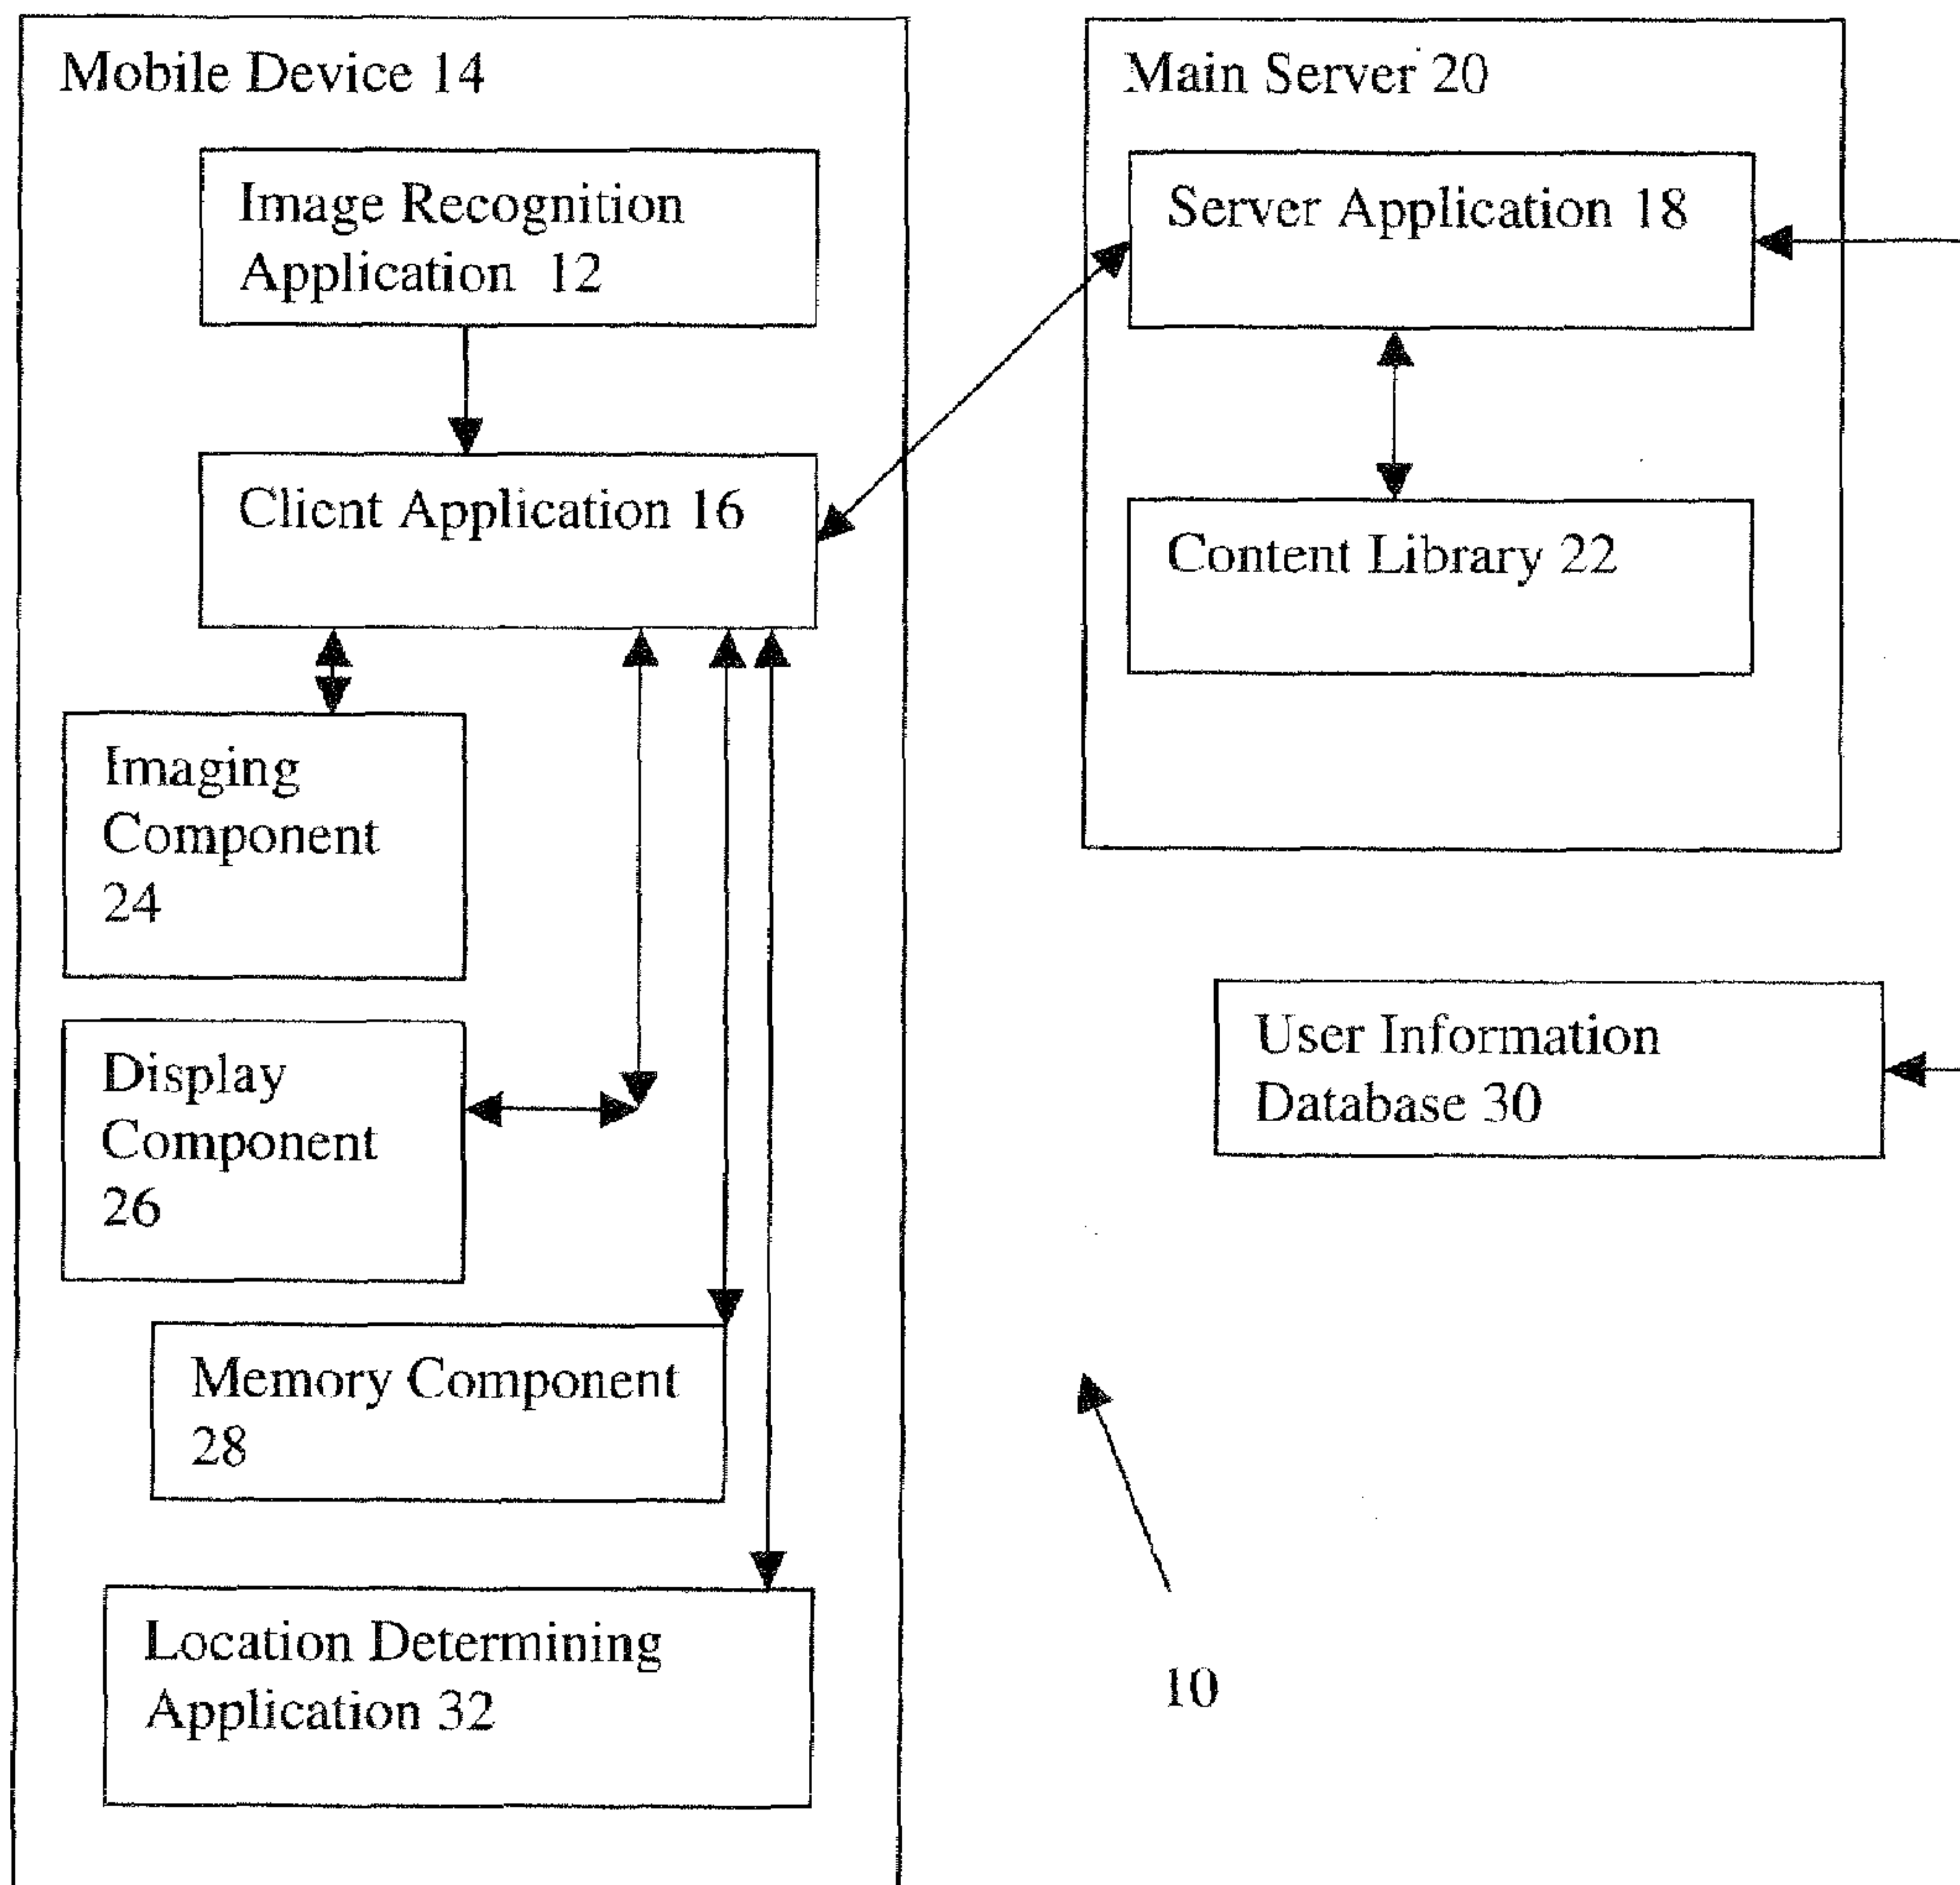 Mobile Device 14
Image Recognition
Application 12
Client Application 16
Imaging
Component
24
Display
Component
26
Memory Component
28
Location Determining
Application 32
Main Server 20
Server Application 18
Content Library 22
User Information
Database 30
10